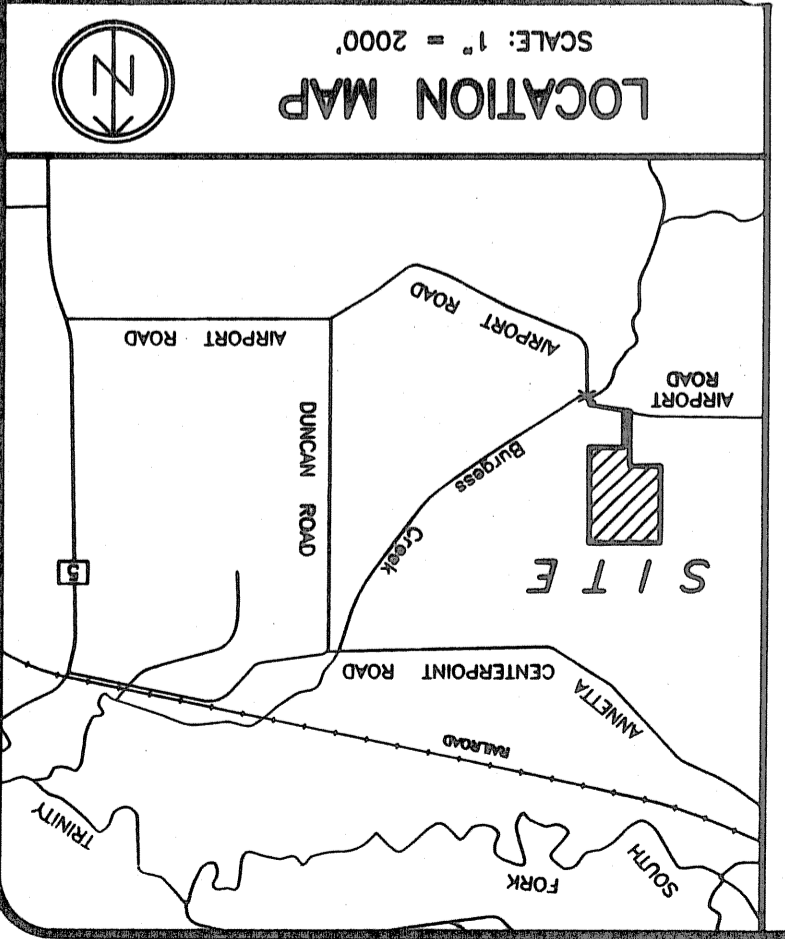 SOUTH
FORK
TRINITY
RAILROAD
ANNETTA
CENTERPOINT ROAD
SITE
5
Burgess
Creek
DUNCAN ROAD
AIRPORT
ROAD
AIRPORT ROAD
AIRPORT ROAD
LOCATION MAP
N
SCALE: 1" = 2000'